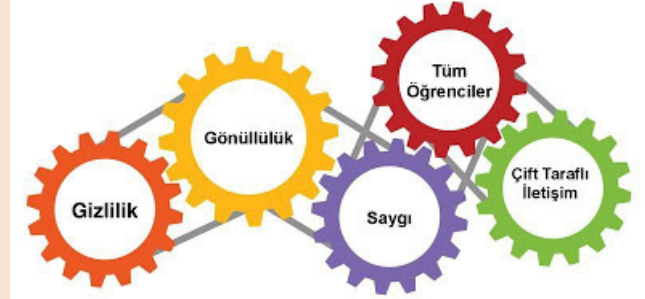 Gizlilik
Gönüllülük
Saygı
Tüm
Öğrenciler
Çift Taraflı
İletişim